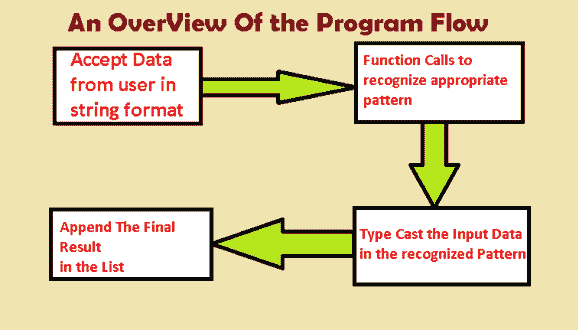 An OverView Of the Program Flow
Accept Data
from user in
string format
Function Calls to
recognize appropriate
pattern
Type Cast the Input Data
in the recognized Pattern
Append The Final
Result
in the List